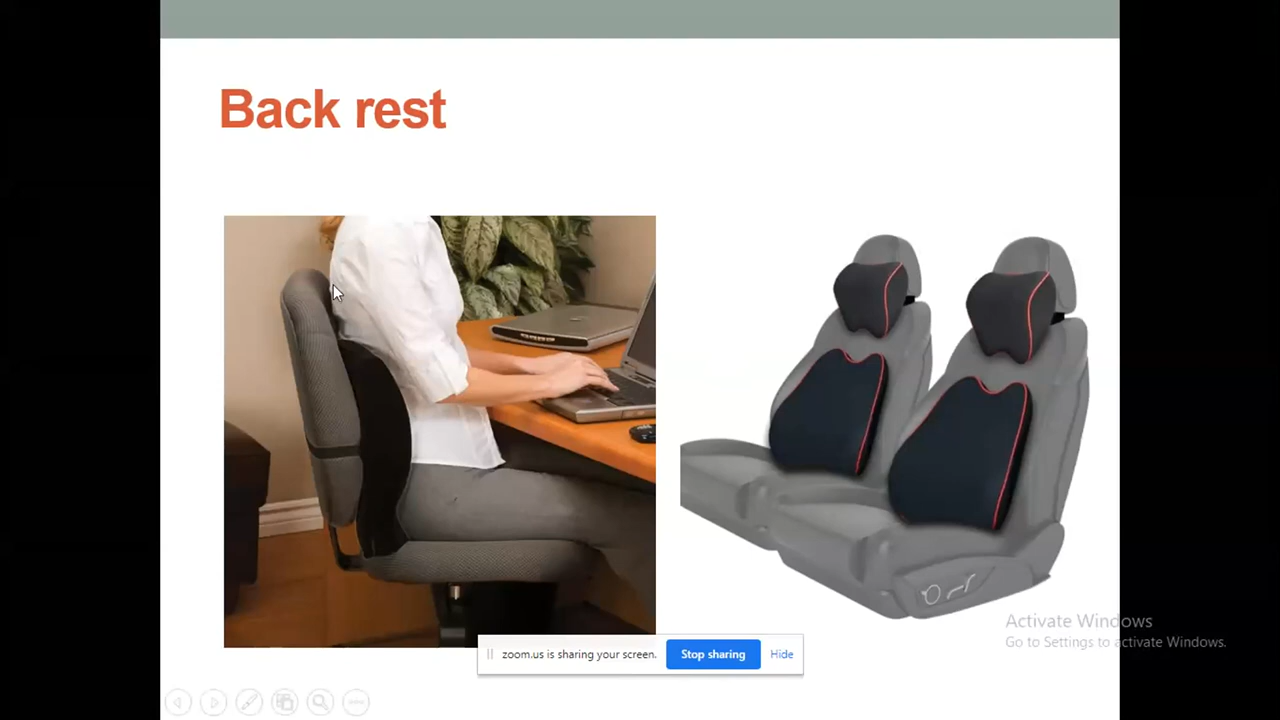 Back rest
Activate Windows
Go to Settings to activate Windows.
zoom.us is sharing your screen.
Stop sharing
Hide